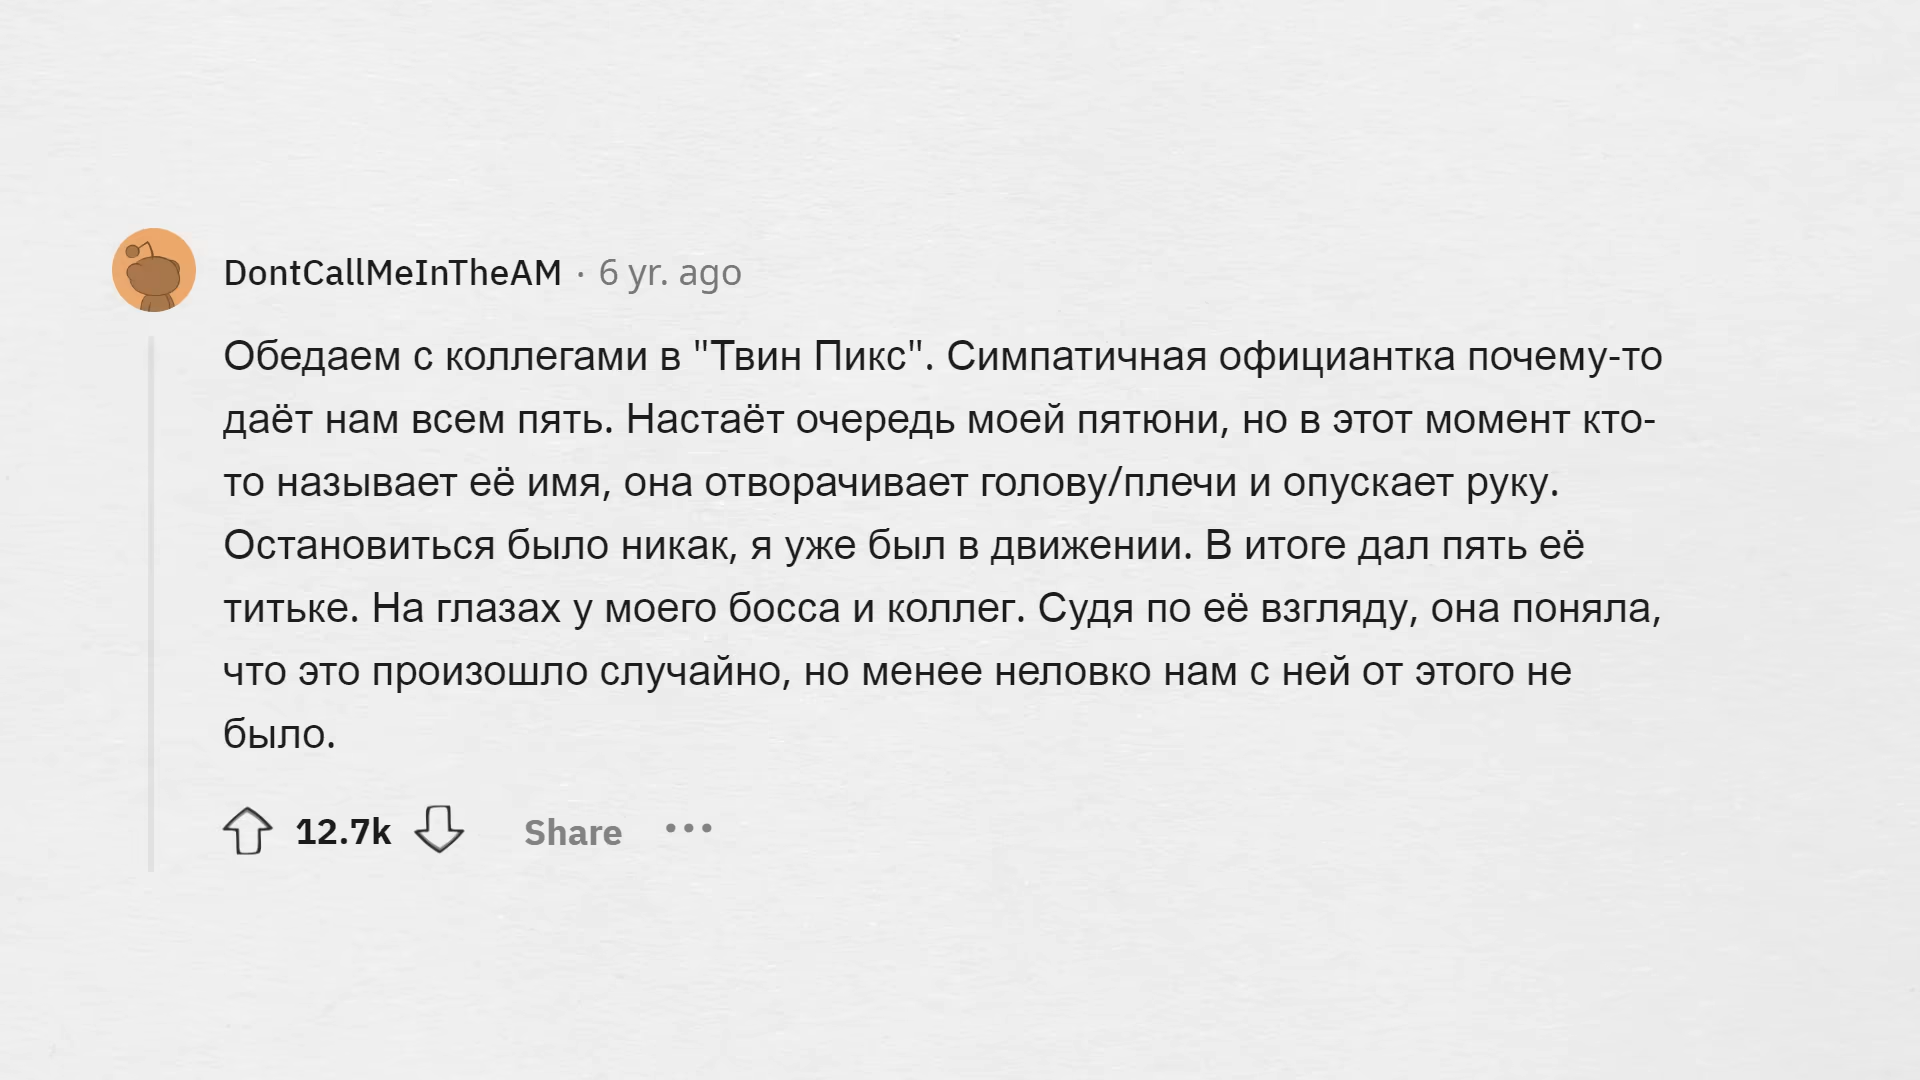 DontCallMeInTheAM · 6 yr. ago
Обедаем с коллегами в "Твин Пикс". Симпатичная официантка почему-то
даёт нам всем пять. Настаёт очередь моей пятюни, но в этот момент кто-
то называет её имя, она отворачивает голову/плечи и опускает руку.
Остановиться было никак, я уже был в движении. В итоге дал пять её
титьке. На глазах у моего босса и коллег. Судя по её взгляду, она поняла,
что это произошло случайно, но менее неловко нам с ней от этого не
было.
12.7k Share